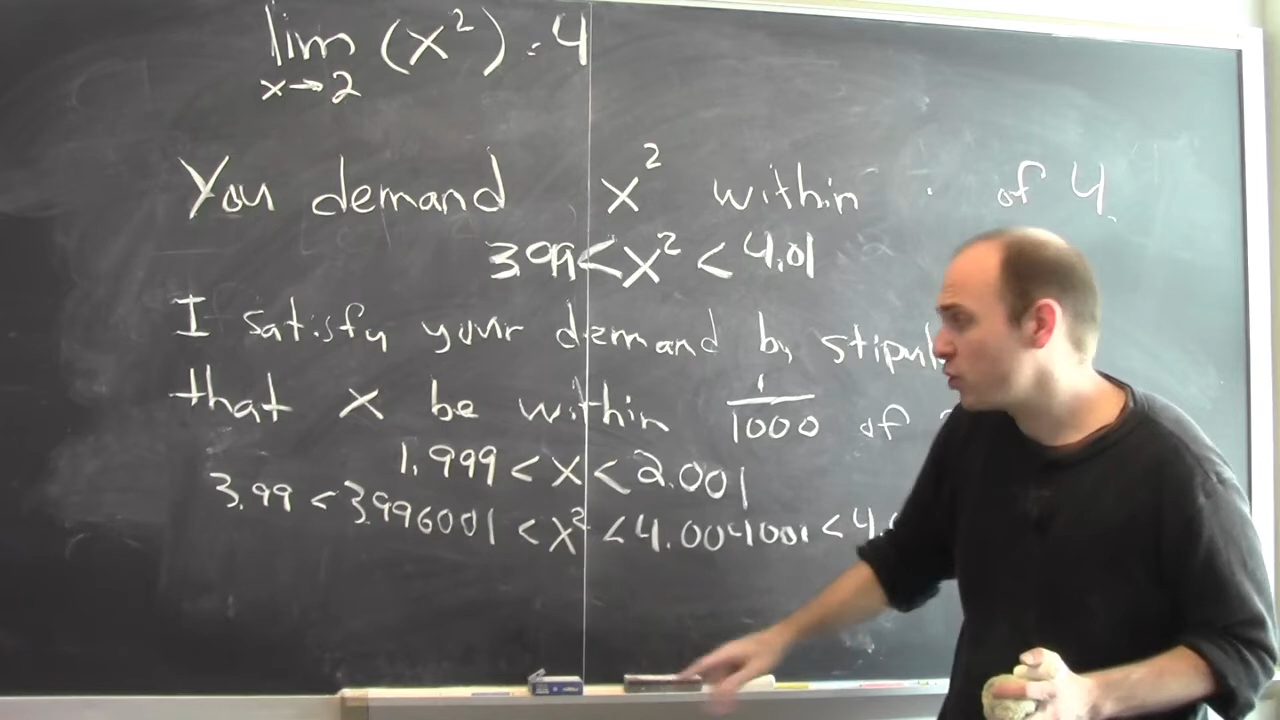 lim (x²) = 4
x→2
You demand x² within . of 4.
3.99 < x² < 4.01
I satisfy your demand by
that x be within 1/1000 of
1.999 < x < 2.001
3.99 < 3.996001 < x² < 4.004001 < 4.